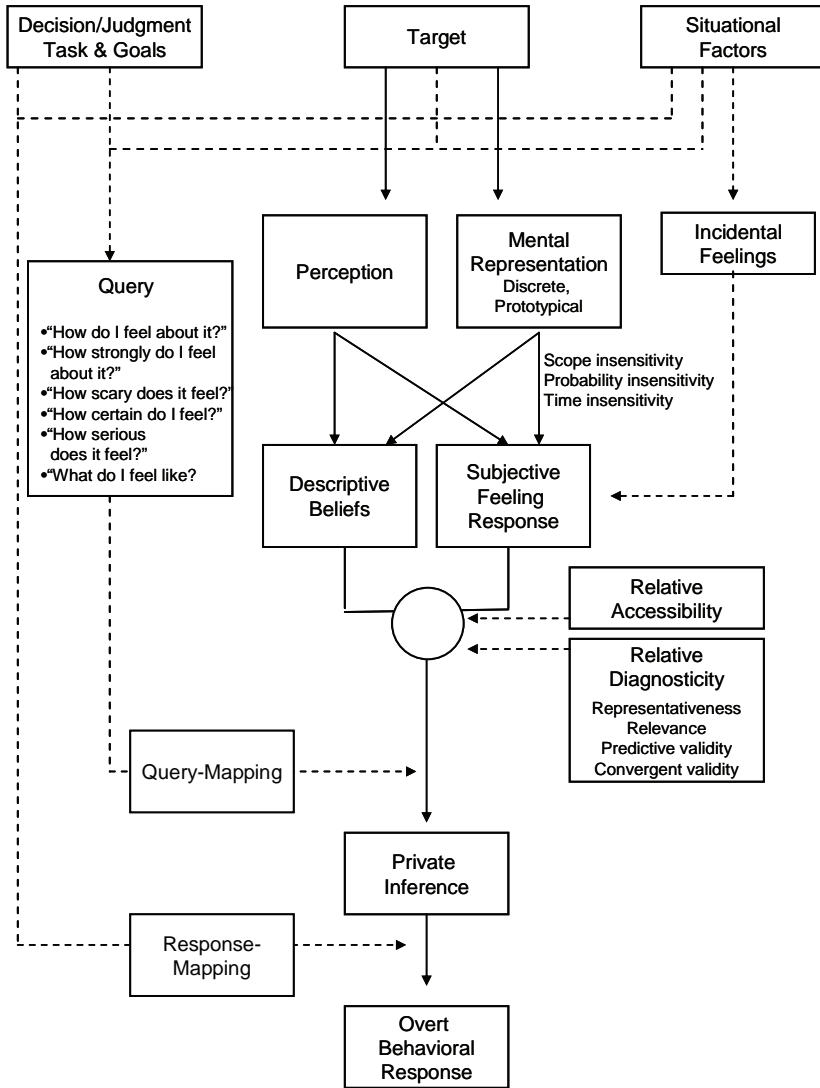 Decision/Judgment
Task & Goals
Target
Situational
Factors
Perception
Mental
Representation
Discrete,
Prototypical
Incidental
Feelings
Query
•“How do I feel about it?”
•“How strongly do I feel
about it?”
•“How scary does it feel?”
•“How certain do I feel?”
•“How serious
does it feel?”
•“What do I feel like?
Scope insensitivity
Probability insensitivity
Time insensitivity
Descriptive
Beliefs
Subjective
Feeling
Response
Relative
Accessibility
Relative
Diagnosticity
Representativeness
Relevance
Predictive validity
Convergent validity
Query-Mapping
Private
Inference
Response-
Mapping
Overt
Behavioral
Response